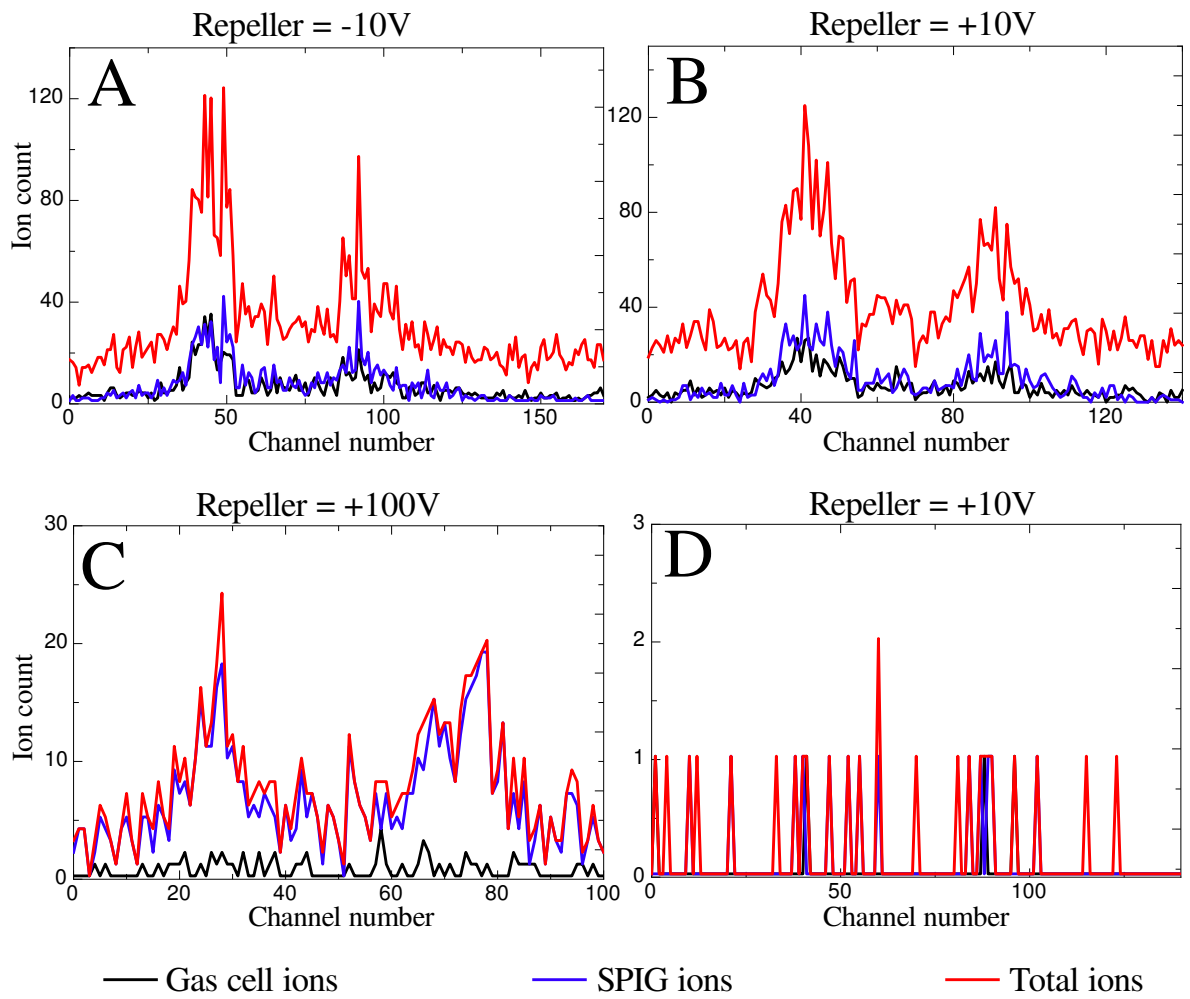 Repeller = -10V
A
Ion count
120
80
40
0
0
50
100
150
Channel number
Repeller = +10V
B
120
80
40
0
0
40
80
120
Channel number
Repeller = +100V
C
Ion count
30
20
10
0
0
20
40
60
80
100
Channel number
Repeller = +10V
D
3
2
1
0
0
50
100
Channel number
Gas cell ions
SPIG ions
Total ions